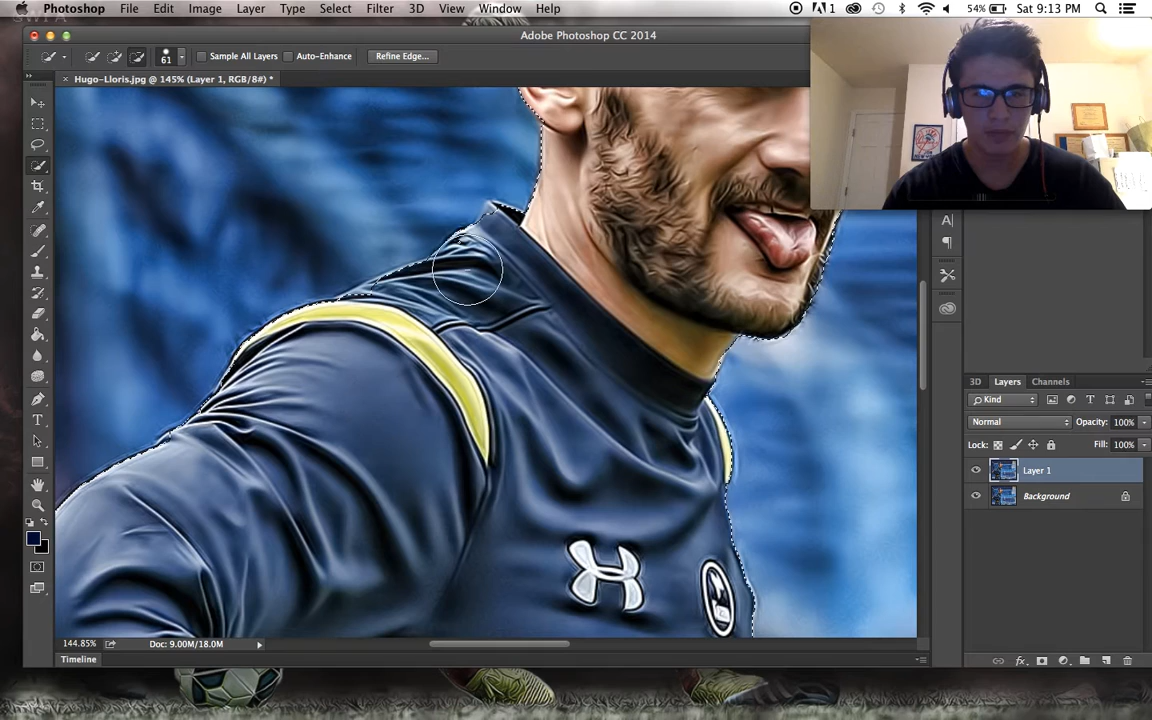 Photoshop File Edit Image Layer Type Select Filter 3D View Window Help
1 54% Sat 9:13 PM
Adobe Photoshop CC 2014
61 Sample All Layers Auto-Enhance Refine Edge...
× Hugo-Lloris.jpg @ 145% (Layer 1, RGB/8#) *
3D Layers Channels
Kind
Normal Opacity: 100%
Lock: Fill: 100%
Layer 1
Background
144.85% Doc: 9.00M/18.0M
Timeline